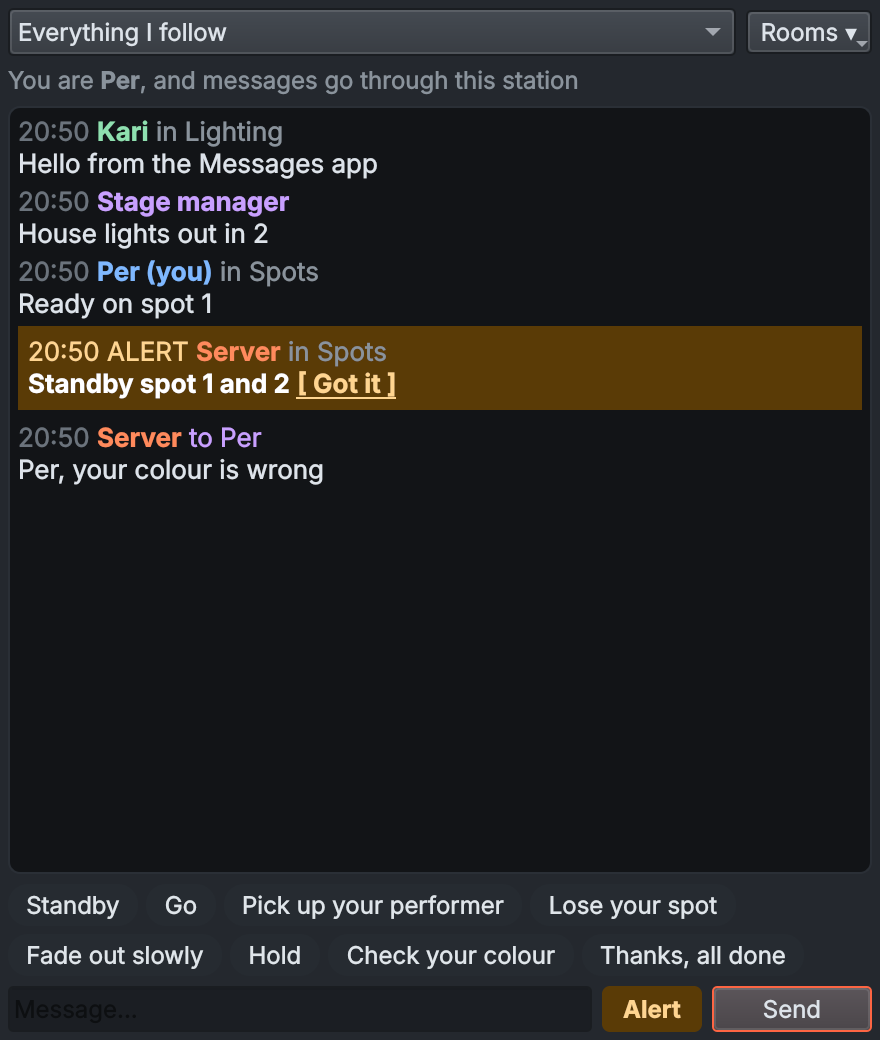 Everything I follow
Rooms ▾
You are Per, and messages go through this station
20:50 Kari in Lighting
Hello from the Messages app
20:50 Stage manager
House lights out in 2
20:50 Per (you) in Spots
Ready on spot 1
20:50 ALERT Server in Spots
Standby spot 1 and 2 [ Got it ]
20:50 Server to Per
Per, your colour is wrong
Standby Go Pick up your performer Lose your spot
Fade out slowly Hold Check your colour Thanks, all done
Message... Alert Send